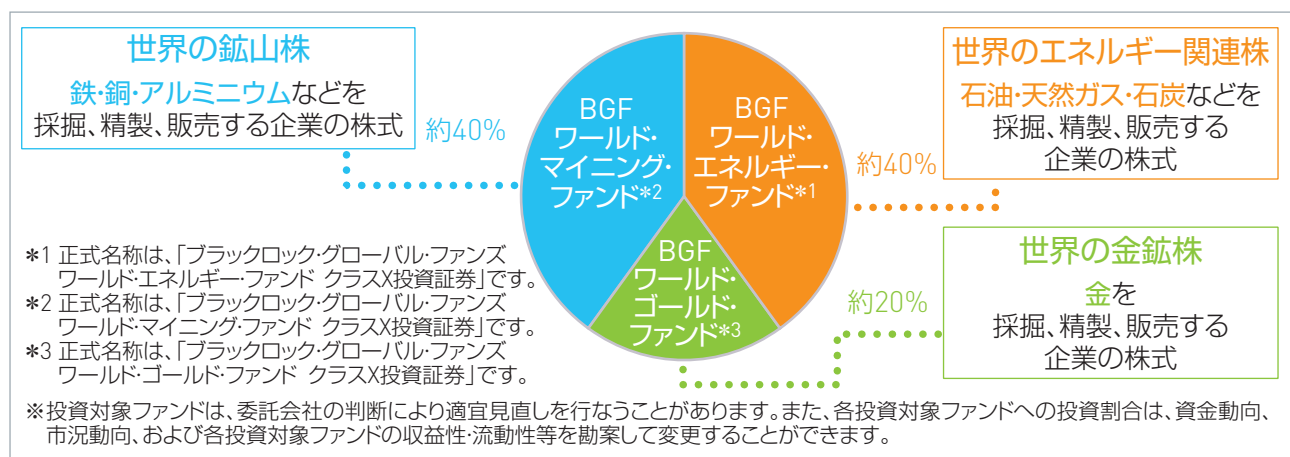 世界の鉱山株
鉄・銅・アルミニウムなどを
採掘、精製、販売する企業の株式
約40%
BGF
ワールド・
マイニング・
ファンド*2
BGF
ワールド・
エネルギー・
ファンド*1
約40%
世界のエネルギー関連株
石油・天然ガス・石炭などを
採掘、精製、販売する
企業の株式
BGF
ワールド・
ゴールド・
ファンド*3
約20%
世界の金鉱株
金を
採掘、精製、販売する
企業の株式
*1 正式名称は、「ブラックロック・グローバル・ファンズ
ワールド・エネルギー・ファンド クラスX投資証券」です。
*2 正式名称は、「ブラックロック・グローバル・ファンズ
ワールド・マイニング・ファンド クラスX投資証券」です。
*3 正式名称は、「ブラックロック・グローバル・ファンズ
ワールド・ゴールド・ファンド クラスX投資証券」です。
※投資対象ファンドは、委託会社の判断により適宜見直しを行なうことがあります。また、各投資対象ファンドへの投資割合は、資金動向、
市況動向、および各投資対象ファンドの収益性・流動性等を勘案して変更することができます。